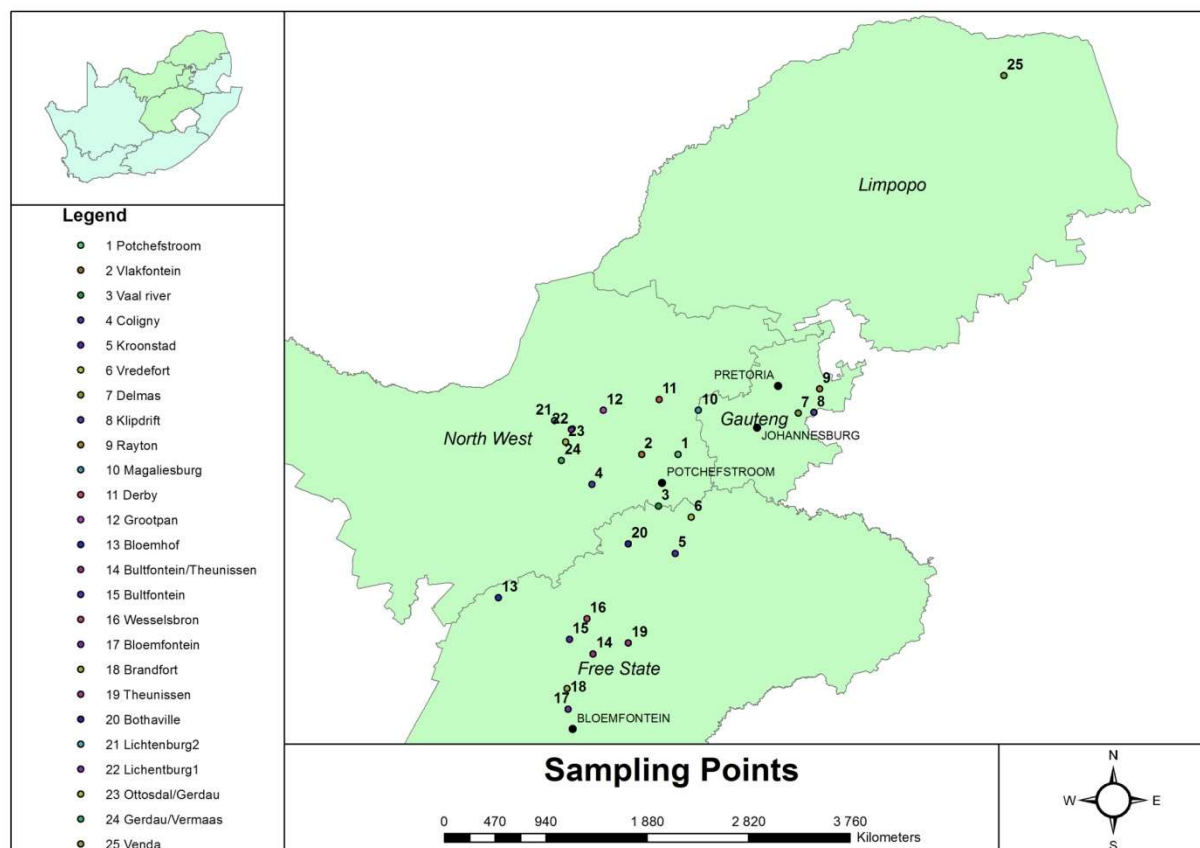 Legend
1 Potchefstroom
2 Vlakfontein
3 Vaal river
4 Coligny
5 Kroonstad
6 Vredefort
7 Delmas
8 Klipdrift
9 Rayton
10 Magaliesburg
11 Derby
12 Grootpan
13 Bloemhof
14 Bultfontein/Theunissen
15 Bultfontein
16 Wesselsbron
17 Bloemfontein
18 Brandfort
19 Theunissen
20 Bothaville
21 Lichtenburg2
22 Lichentburg1
23 Ottosdal/Gerdau
24 Gerdau/Vermaas
25 Venda
25
Limpopo
PRETORIA
9
11
12
10
7
8
21
22
Gauteng
23
North West
JOHANNESBURG
24
2
1
4
POTCHEFSTROOM
3
6
20
5
13
16
15
19
14
Free State
18
17
BLOEMFONTEIN
Sampling Points
0 470 940 1 880 2 820 3 760
Kilometers
N
W E
S